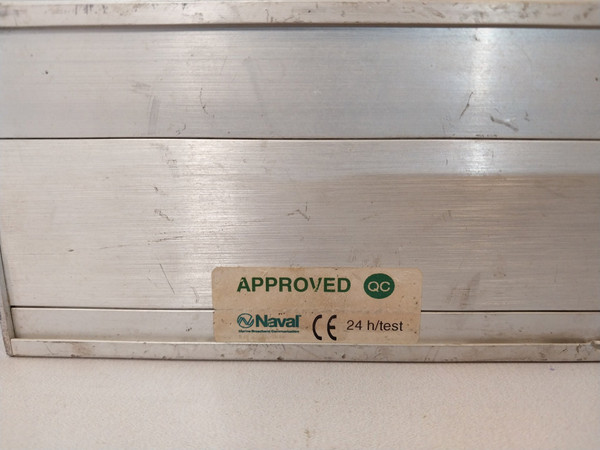 APPROVED QC
Naval CE 24 h/test